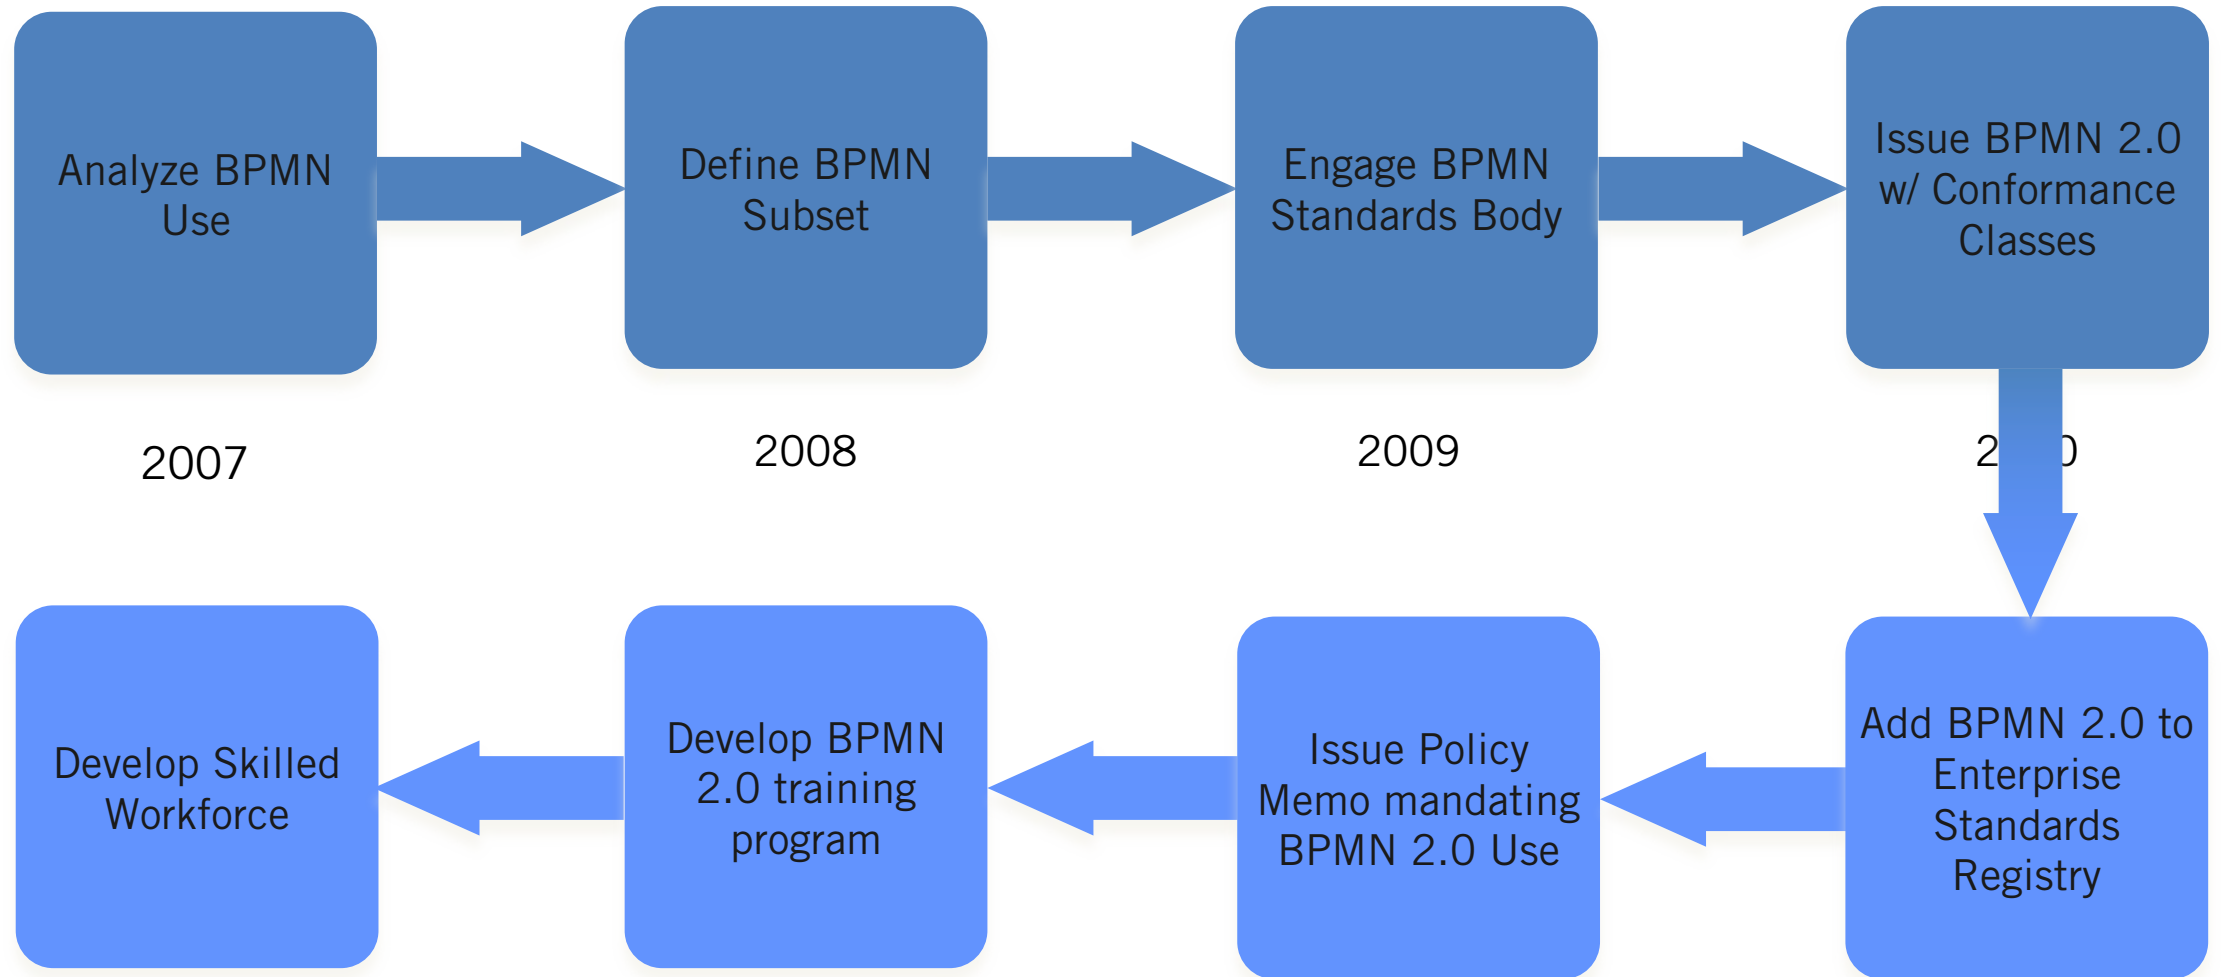 Analyze BPMN
Use
Define BPMN
Subset
Engage BPMN
Standards Body
Issue BPMN 2.0
w/ Conformance
Classes
2007
2008
2009
Add BPMN 2.0 to
Enterprise
Standards
Registry
Issue Policy
Memo mandating
BPMN 2.0 Use
Develop BPMN
2.0 training
program
Develop Skilled
Workforce